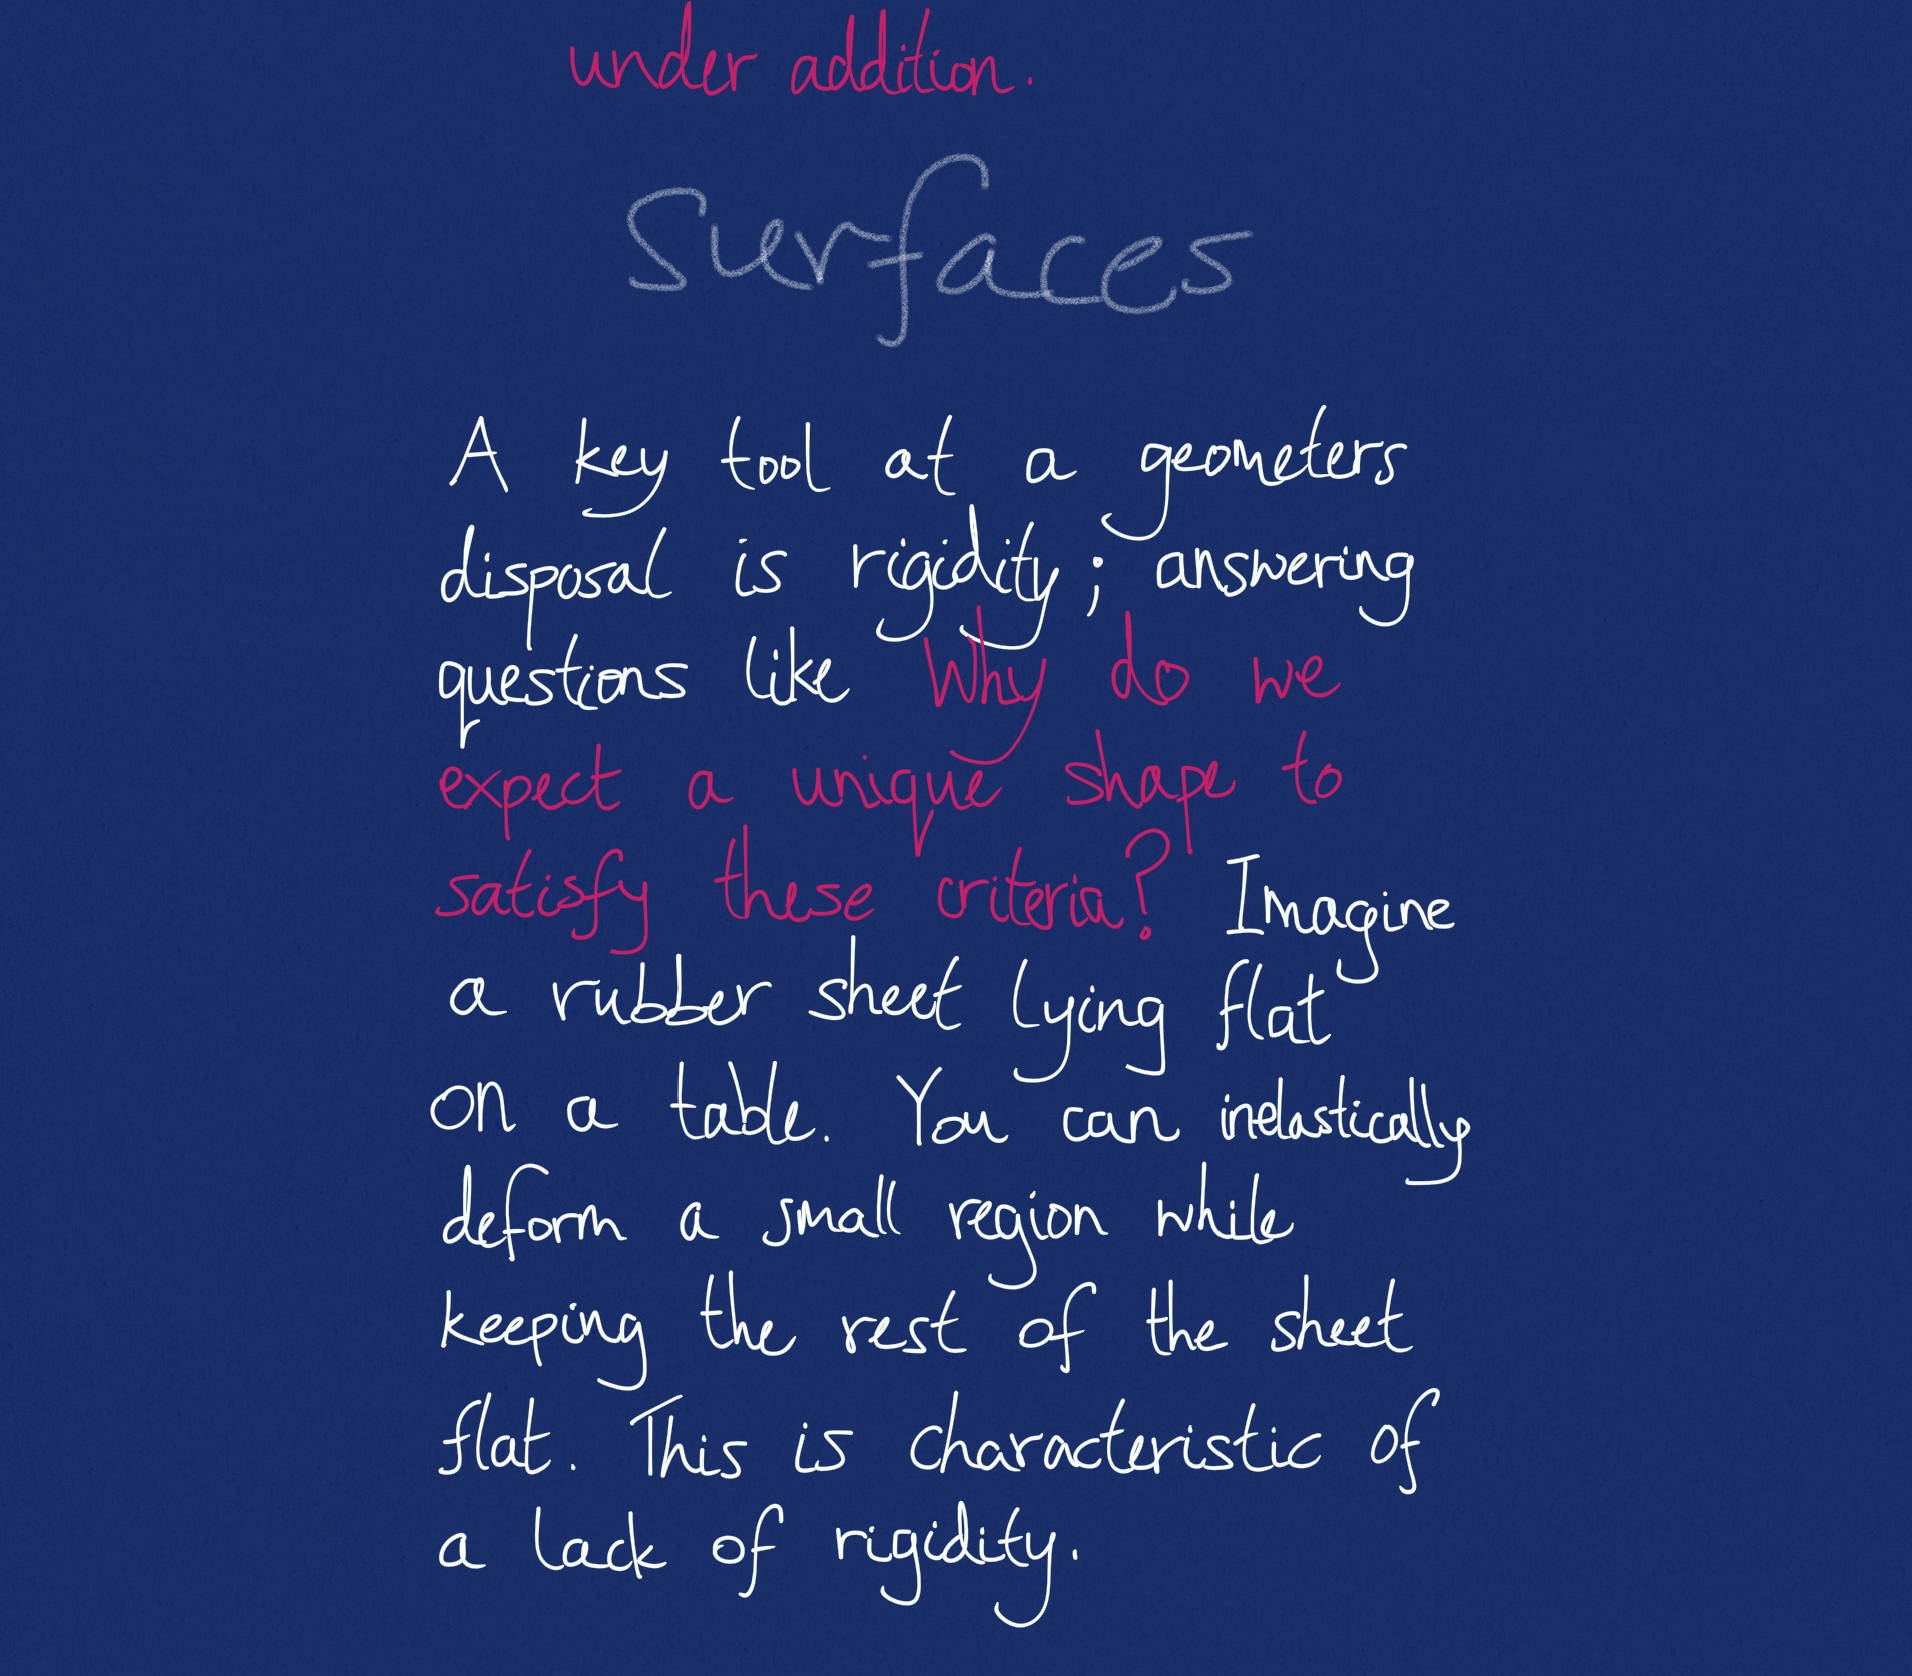 under addition.
Surfaces
A key tool at a geometers
disposal is rigidity; answering
questions like Why do we
expect a unique shape to
satisfy these criteria? Imagine
a rubber sheet lying flat
on a table. You can inelastically
deform a small region while
keeping the rest of the sheet
flat. This is characteristic of
a lack of rigidity.